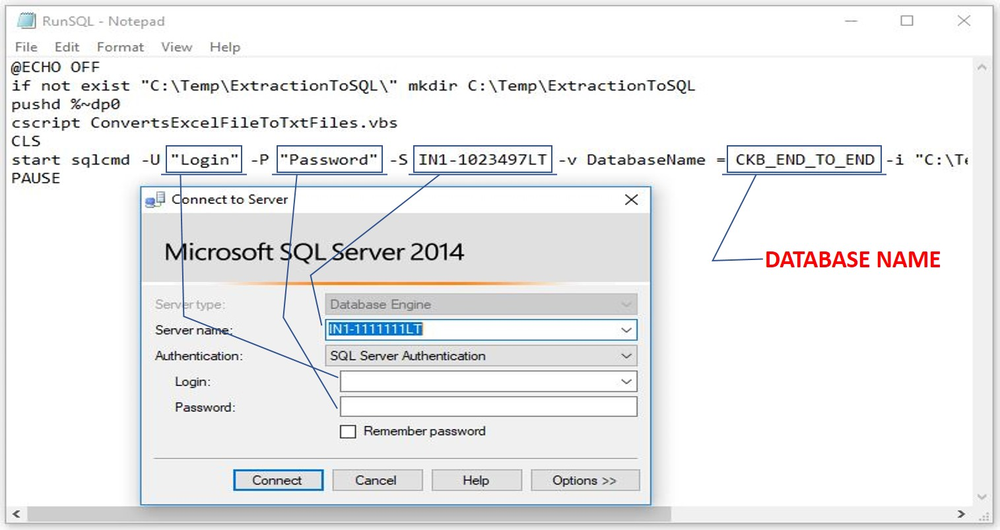 RunSQL - Notepad
File Edit Format View Help
@ECHO OFF
if not exist "C:\Temp\ExtractionToSQL\" mkdir C:\Temp\ExtractionToSQL
pushd %~dp0
cscript ConvertsExcelFileToTxtFiles.vbs
CLS
start sqlcmd -U "Login" -P "Password" -S IN1-1023497LT -v DatabaseName = CKB_END_TO_END -i "C:\Te
PAUSE
Connect to Server
Microsoft SQL Server 2014
DATABASE NAME
Server type: Database Engine
Server name: IN1-1111111LT
Authentication: SQL Server Authentication
Login:
Password:
Remember password
Connect Cancel Help Options >>